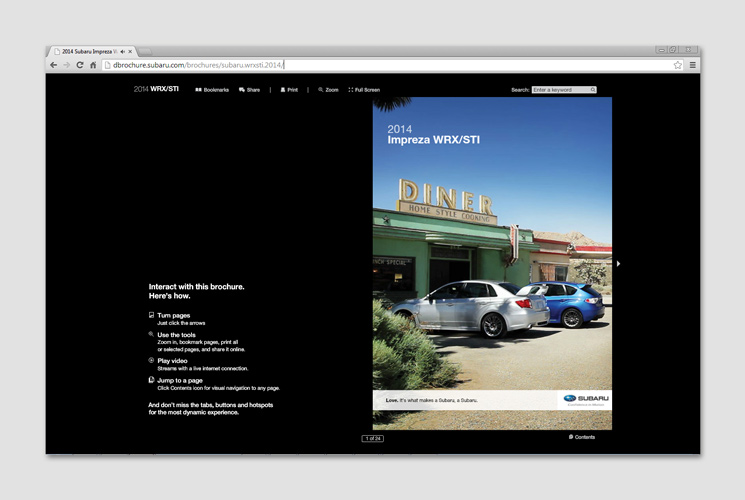 2014 Subaru Impreza W
dbrochure.subaru.com/brochures/subaru.wrxsti.2014/
2014 WRX/STI
Bookmarks
Share
Print
Zoom
Full Screen
Search:
Enter a keyword
2014
Impreza WRX/STI
DINER
HOME STYLE COOKING
SPECIAL
Interact with this brochure.
Here's how.
Turn pages
Just click the arrows
Use the tools
Zoom in, bookmark pages, print all
or selected pages, and share it online.
Play video
Streams with a live internet connection.
Jump to a page
Click Contents icon for visual navigation to any page.
And don't miss the tabs, buttons and hotspots
for the most dynamic experience.
Love. It's what makes a Subaru, a Subaru.
SUBARU
1 of 24
Contents